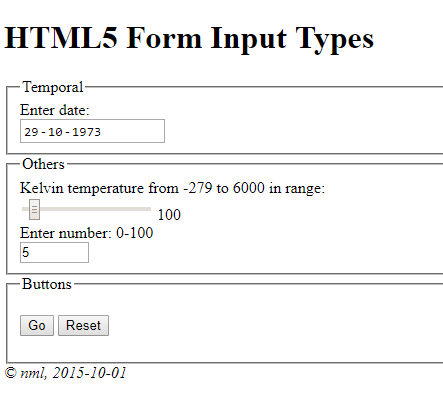 HTML5 Form Input Types
Temporal
Enter date:
29-10-1973
Others
Kelvin temperature from -279 to 6000 in range:
100
Enter number: 0-100
5
Buttons
Go Reset
© nml, 2015-10-01